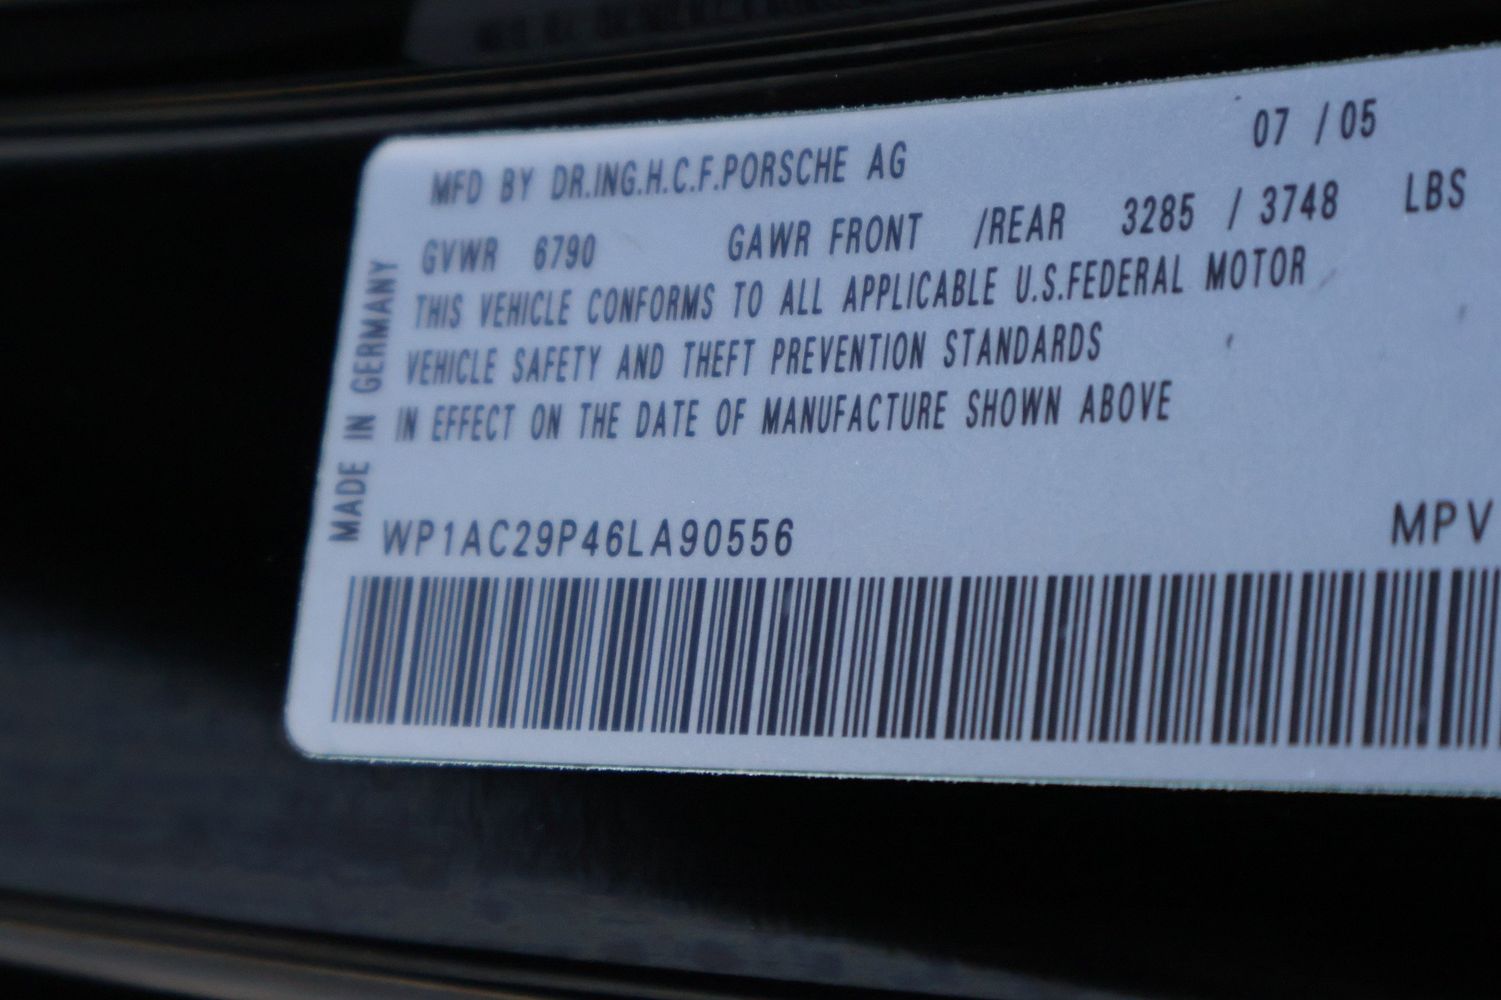 07 / 05
MFD BY DR.ING.H.C.F.PORSCHE AG
GVWR 6790 GAWR FRONT /REAR 3285 / 3748 LBS
THIS VEHICLE CONFORMS TO ALL APPLICABLE U.S.FEDERAL MOTOR
VEHICLE SAFETY AND THEFT PREVENTION STANDARDS
IN EFFECT ON THE DATE OF MANUFACTURE SHOWN ABOVE
MADE IN GERMANY
WP1AC29P46LA90556 MPV